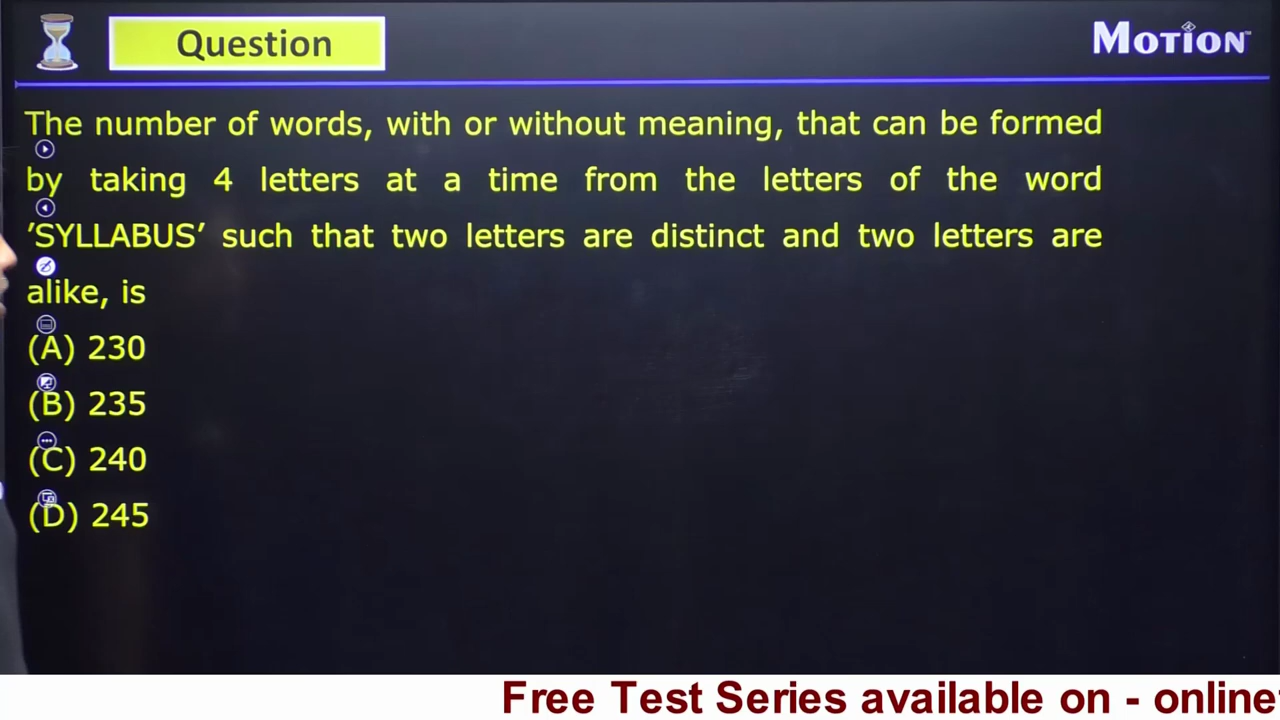 Question
MOTION™
The number of words, with or without meaning, that can be formed
by taking 4 letters at a time from the letters of the word
’SYLLABUS’ such that two letters are distinct and two letters are
alike, is
(A) 230
(B) 235
(C) 240
(D) 245
Free Test Series available on - online